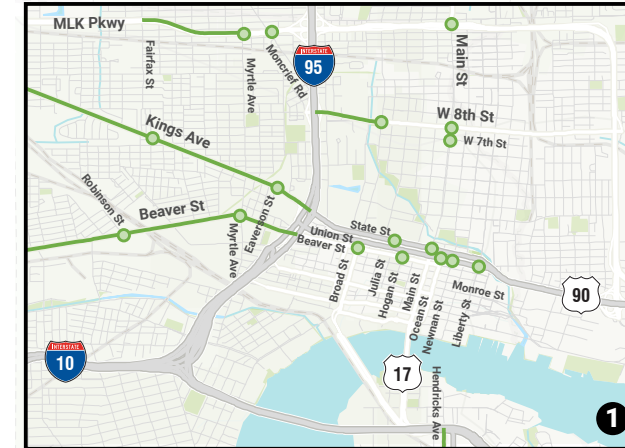 MLK Pkwy
Fairfax St
Myrtle Ave
Moncrief Rd
INTERSTATE
95
Main St
W 8th St
W 7th St
Kings Ave
Robinson St
Beaver St
Myrtle Ave
Eaverson St
State St
Union St
Beaver St
Broad St
Julia St
Hogan St
Main St
Ocean St
Newnan St
Liberty St
Monroe St
90
INTERSTATE
10
17
Hendricks Ave
1